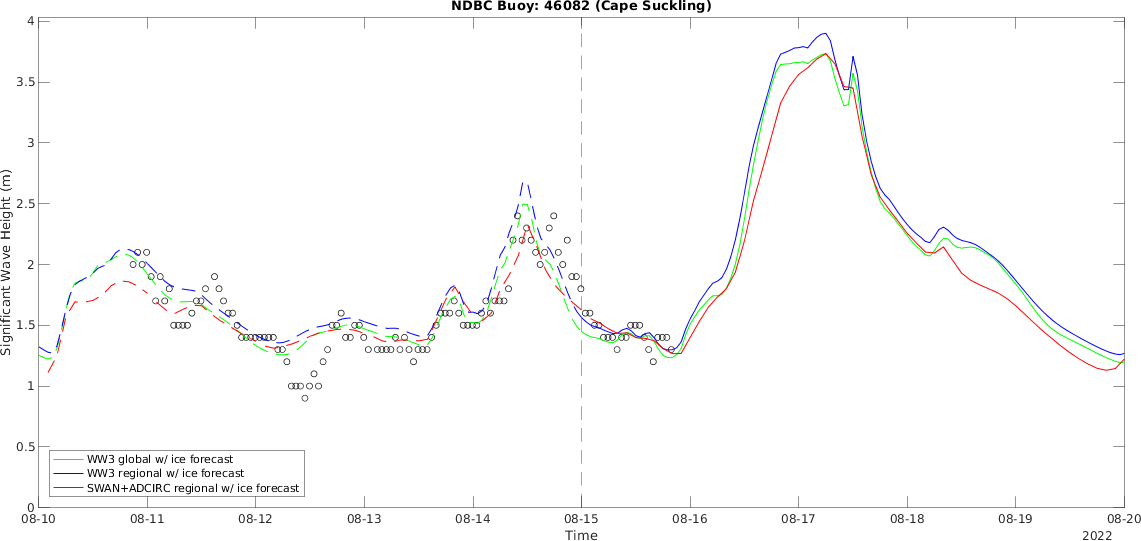 NDBC Buoy: 46082 (Cape Suckling)
4
3.5
3
2.5
2
1.5
1
0.5
0
Significant Wave Height (m)
WW3 global w/ ice forecast
WW3 regional w/ ice forecast
SWAN+ADCIRC regional w/ ice forecast
08-10 08-11 08-12 08-13 08-14 08-15 08-16 08-17 08-18 08-19 08-20
Time
2022